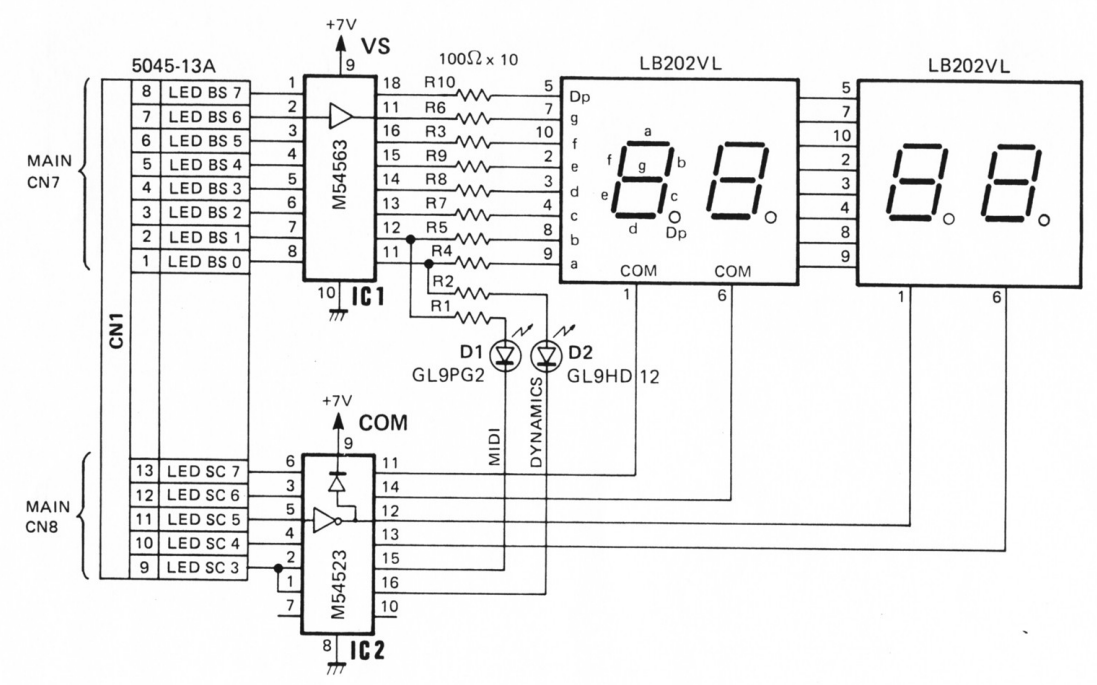 +7V
VS
9
5045-13A
100Ω x 10
LB202VL
LB202VL
MAIN
CN7
CN1
8 LED BS 7 1 18 R10 5 Dp 5
7 LED BS 6 2 11 R6 7 g 7
6 LED BS 5 3 16 R3 10 f 10
5 LED BS 4 4 15 R9 2 e 2
4 LED BS 3 5 14 R8 3 d 3
3 LED BS 2 6 13 R7 4 c 4
2 LED BS 1 7 12 R5 8 b 8
1 LED BS 0 8 11 R4 9 a 9
M54563
a
f g b
e c
d Dp
COM COM
1 6 1 6
10 IC1
R2
R1
D1
GL9PG2
D2
GL9HD 12
MIDI
DYNAMICS
+7V
COM
9
MAIN
CN8
13 LED SC 7 6 11
12 LED SC 6 3 14
11 LED SC 5 5 12
10 LED SC 4 4 13
9 LED SC 3 2 15
1 16
7 10
M54523
8 IC2